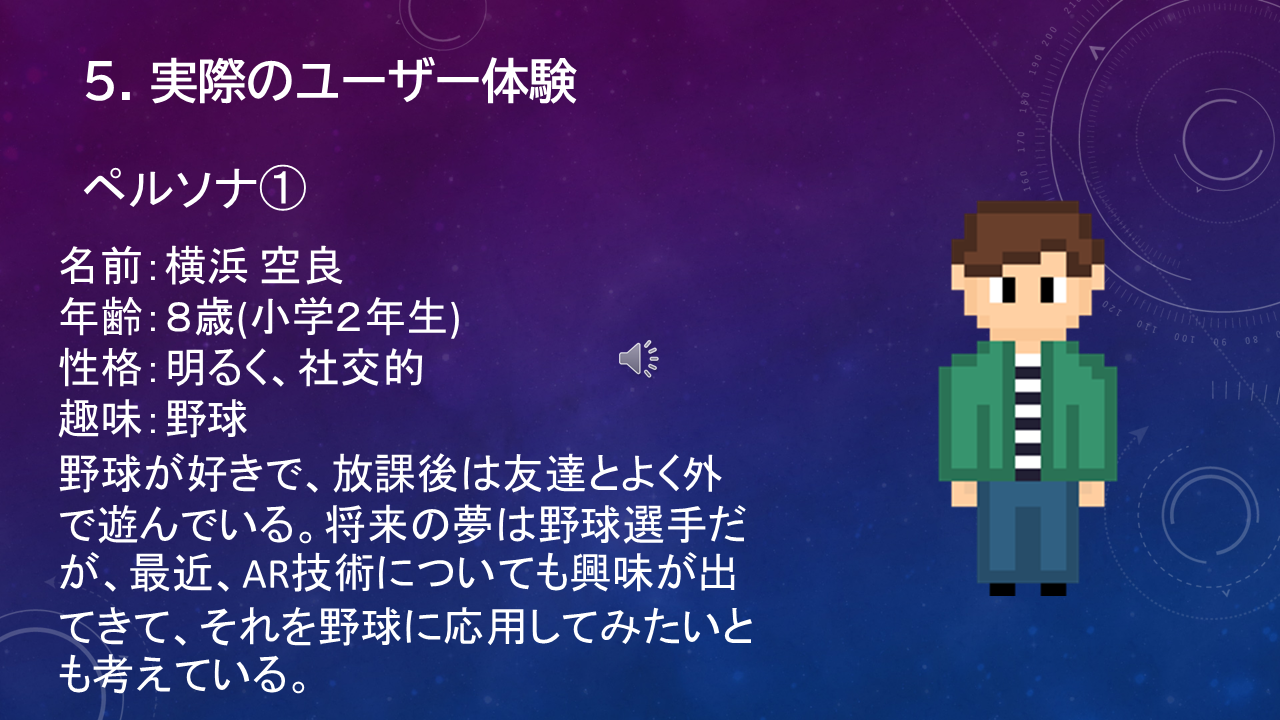 ５. 実際のユーザー体験
ペルソナ①
名前：横浜 空良
年齢：８歳(小学２年生)
性格：明るく、社交的
趣味：野球
野球が好きで、放課後は友達とよく外
で遊んでいる。将来の夢は野球選手だ
が、最近、AR技術についても興味が出
てきて、それを野球に応用してみたいと
も考えている。